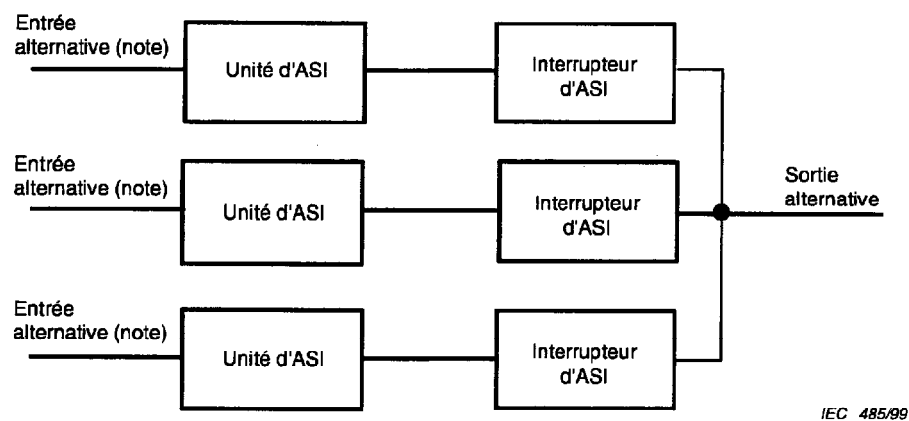 Entrée
alternative (note)
Unité d'ASI
Interrupteur
d'ASI
Entrée
alternative (note)
Unité d'ASI
Interrupteur
d'ASI
Sortie
alternative
Entrée
alternative (note)
Unité d'ASI
Interrupteur
d'ASI
IEC 485/99